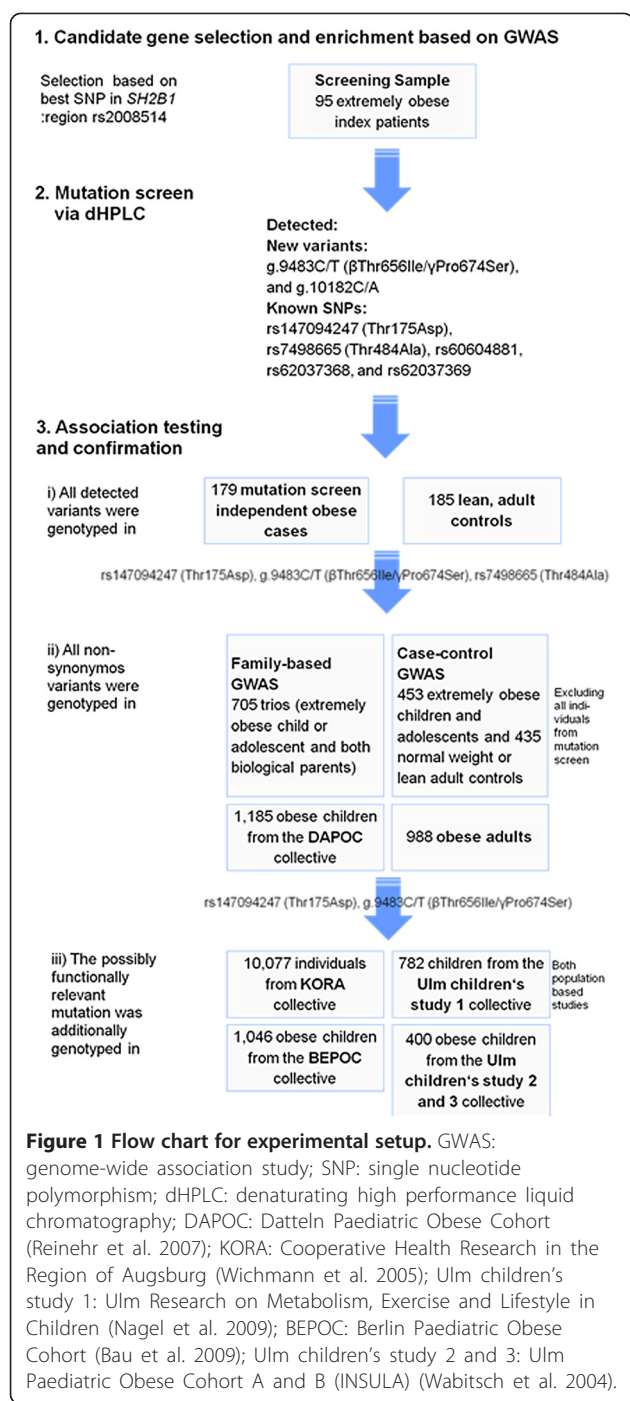 1. Candidate gene selection and enrichment based on GWAS
Selection based on
best SNP in SH2B1
:region rs2008514
Screening Sample
95 extremely obese
index patients
2. Mutation screen
via dHPLC
Detected:
New variants:
g.9483C/T (βThr656Ile/γPro674Ser),
and g.10182C/A
Known SNPs:
rs147094247 (Thr175Asp),
rs7498665 (Thr484Ala), rs60604881,
rs62037368, and rs62037369
3. Association testing
and confirmation
i) All detected
variants were
genotyped in
179 mutation screen
independent obese
cases
185 lean, adult
controls
rs147094247 (Thr175Asp), g.9483C/T (βThr656Ile/γPro674Ser), rs7498665 (Thr484Ala)
ii) All non-
synonymos
variants were
genotyped in
Family-based
GWAS
705 trios (extremely
obese child or
adolescent and both
biological parents)
Case-control
GWAS
453 extremely obese
children and
adolescents and 435
normal weight or
lean adult controls
Excluding
all indi-
viduals
from
mutation
screen
1,185 obese children
from the DAPOC
collective
988 obese adults
rs147094247 (Thr175Asp), g.9483C/T (βThr656Ile/γPro674Ser)
iii) The possibly
functionally
relevant
mutation was
additionally
genotyped in
10,077 individuals
from KORA
collective
782 children from the
Ulm children's
study 1 collective
Both
population
based
studies
1,046 obese children
from the BEPOC
collective
400 obese children
from the Ulm
children's study 2
and 3 collective
Figure 1 Flow chart for experimental setup. GWAS:
genome-wide association study; SNP: single nucleotide
polymorphism; dHPLC: denaturating high performance liquid
chromatography; DAPOC: Datteln Paediatric Obese Cohort
(Reinehr et al. 2007); KORA: Cooperative Health Research in the
Region of Augsburg (Wichmann et al. 2005); Ulm children's
study 1: Ulm Research on Metabolism, Exercise and Lifestyle in
Children (Nagel et al. 2009); BEPOC: Berlin Paediatric Obese
Cohort (Bau et al. 2009); Ulm children's study 2 and 3: Ulm
Paediatric Obese Cohort A and B (INSULA) (Wabitsch et al. 2004).